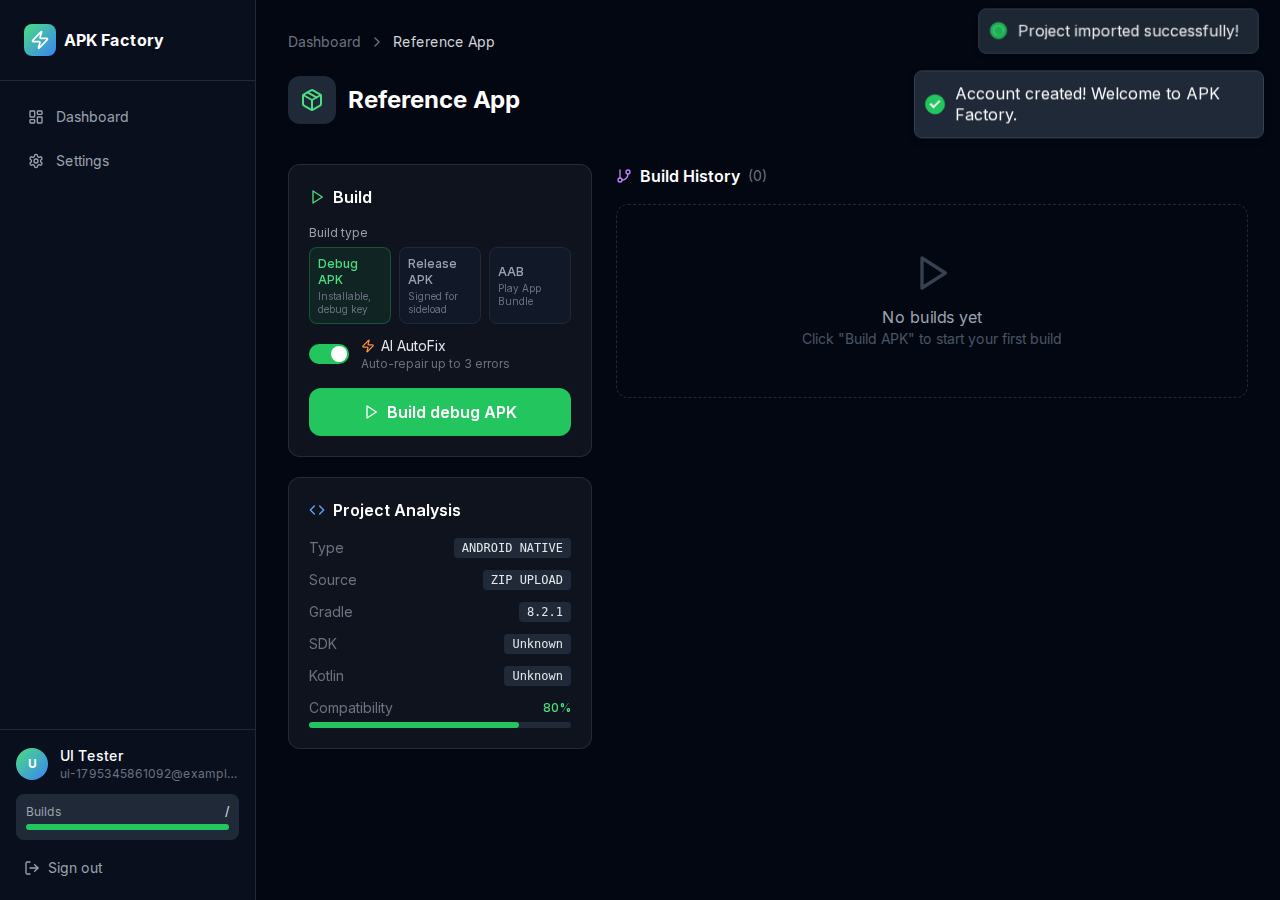 APK Factory
Dashboard
Settings
UI Tester
ui-1795345861092@exampl...
Builds /
U
Sign out
Dashboard > Reference App
Reference App
Project imported successfully!
Account created! Welcome to APK
Factory.
Build
Build type
Debug
APK
Installable,
debug key
Release
APK
Signed for
sideload
AAB
Play App
Bundle
AI AutoFix
Auto-repair up to 3 errors
Build debug APK
Project Analysis
Type ANDROID NATIVE
Source ZIP UPLOAD
Gradle 8.2.1
SDK Unknown
Kotlin Unknown
Compatibility 80%
Build History (0)
No builds yet
Click "Build APK" to start your first build